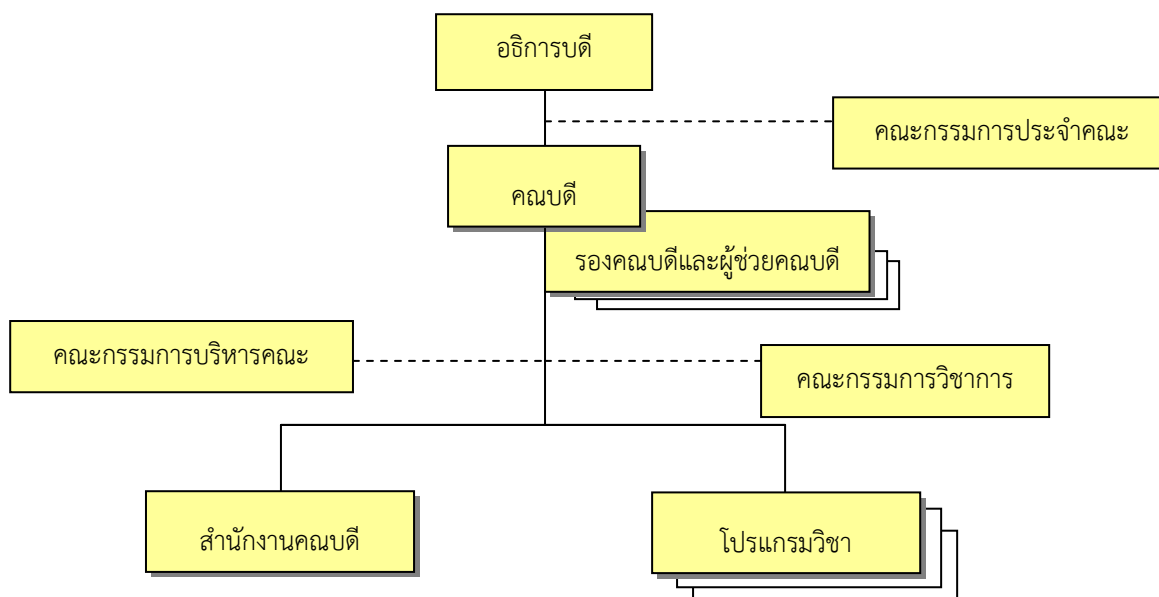 อธิการบดี
คณะกรรมการประจำคณะ
คณบดี
รองคณบดีและผู้ช่วยคณบดี
คณะกรรมการบริหารคณะ
คณะกรรมการวิชาการ
สำนักงานคณบดี
โปรแกรมวิชา